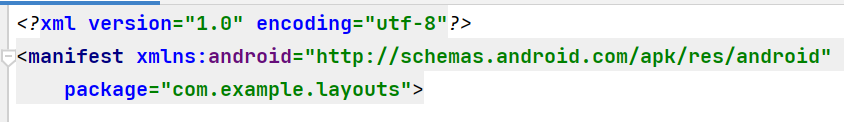 <?xml version="1.0" encoding="utf-8"?>
<manifest xmlns:android="http://schemas.android.com/apk/res/android"
    package="com.example.layouts">